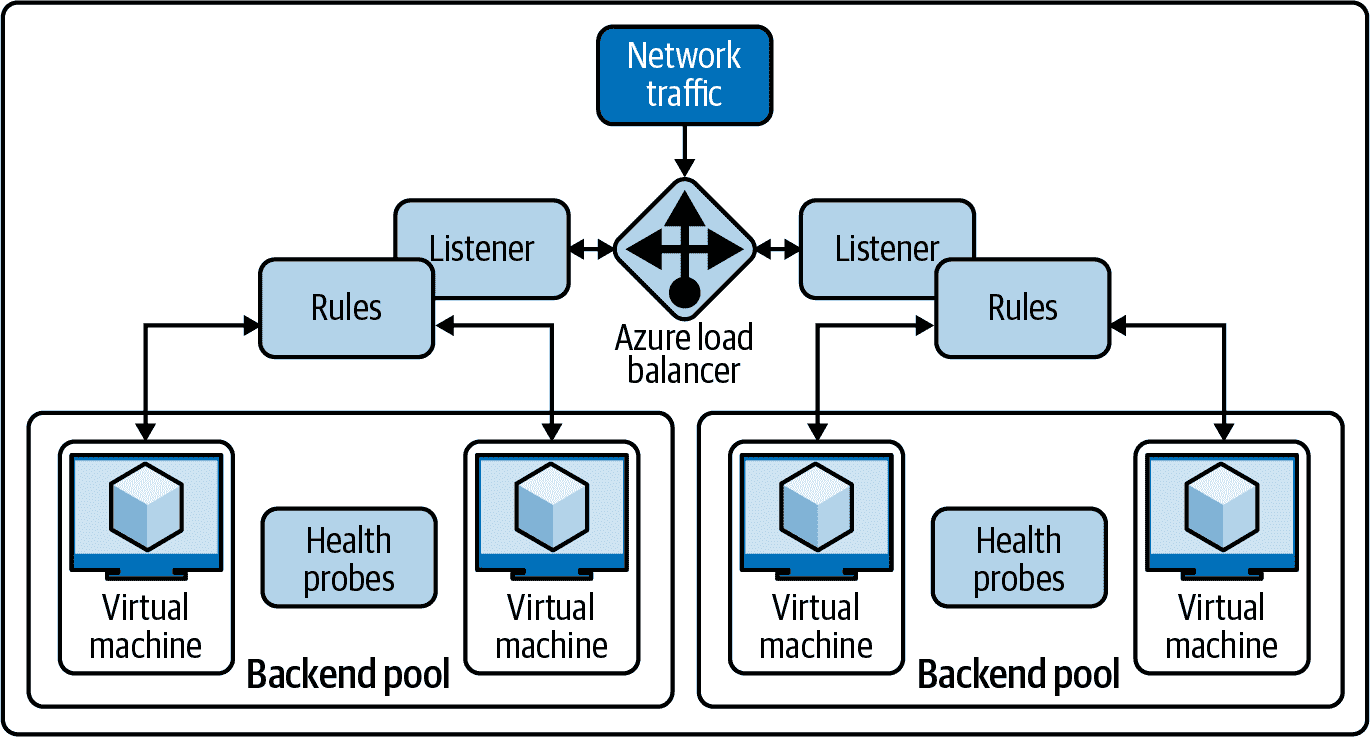 Network
traffic
Listener
Listener
Rules
Rules
Azure load
balancer
Virtual
machine
Health
probes
Virtual
machine
Backend pool
Virtual
machine
Health
probes
Virtual
machine
Backend pool